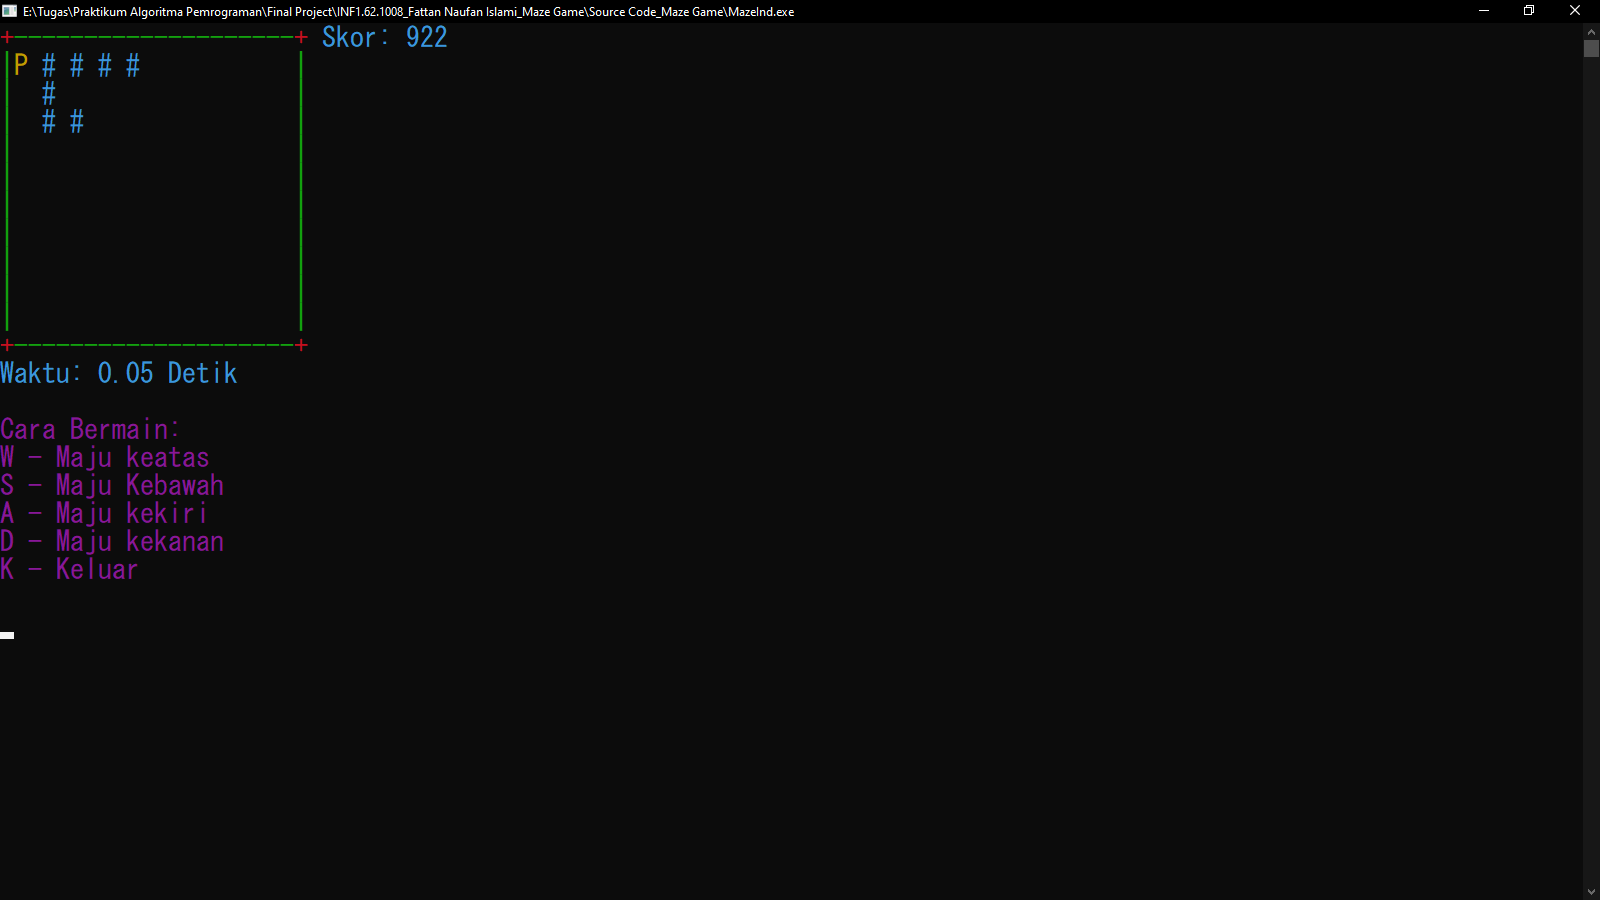 E:\Tugas\Praktikum Algoritma Pemrograman\Final Project\INF1.62.1008_Fattan Naufan Islami_Maze Game\Source Code_Maze Game\MazeInd.exe
+--------------------+ Skor: 922
|P # # # #           |
|  #                 |
|  # #               |
|                    |
|                    |
|                    |
|                    |
|                    |
|                    |
|                    |
+--------------------+
Waktu: 0.05 Detik
Cara Bermain:
W - Maju keatas
S - Maju Kebawah
A - Maju kekiri
D - Maju kekanan
K - Keluar